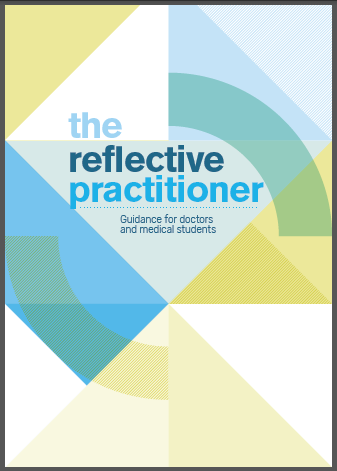 the
reflective
practitioner
Guidance for doctors
and medical students